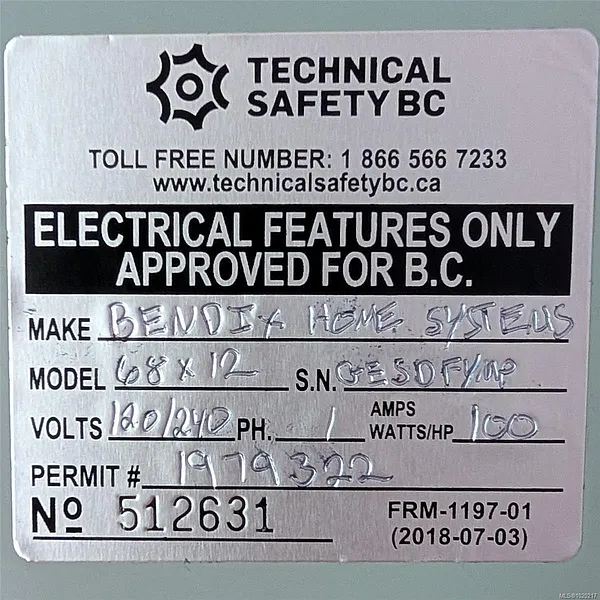 TECHNICAL
SAFETY BC
TOLL FREE NUMBER: 1 866 566 7233
www.technicalsafetybc.ca
ELECTRICAL FEATURES ONLY
APPROVED FOR B.C.
MAKE BENDIX HOME SYSTEMS
MODEL 68 x 12 S.N.
VOLTS 120/240 PH. 1 AMPS WATTS/HP 100
PERMIT # 1979322
Nº 512631 FRM-1197-01
(2018-07-03)
MLS®1020217